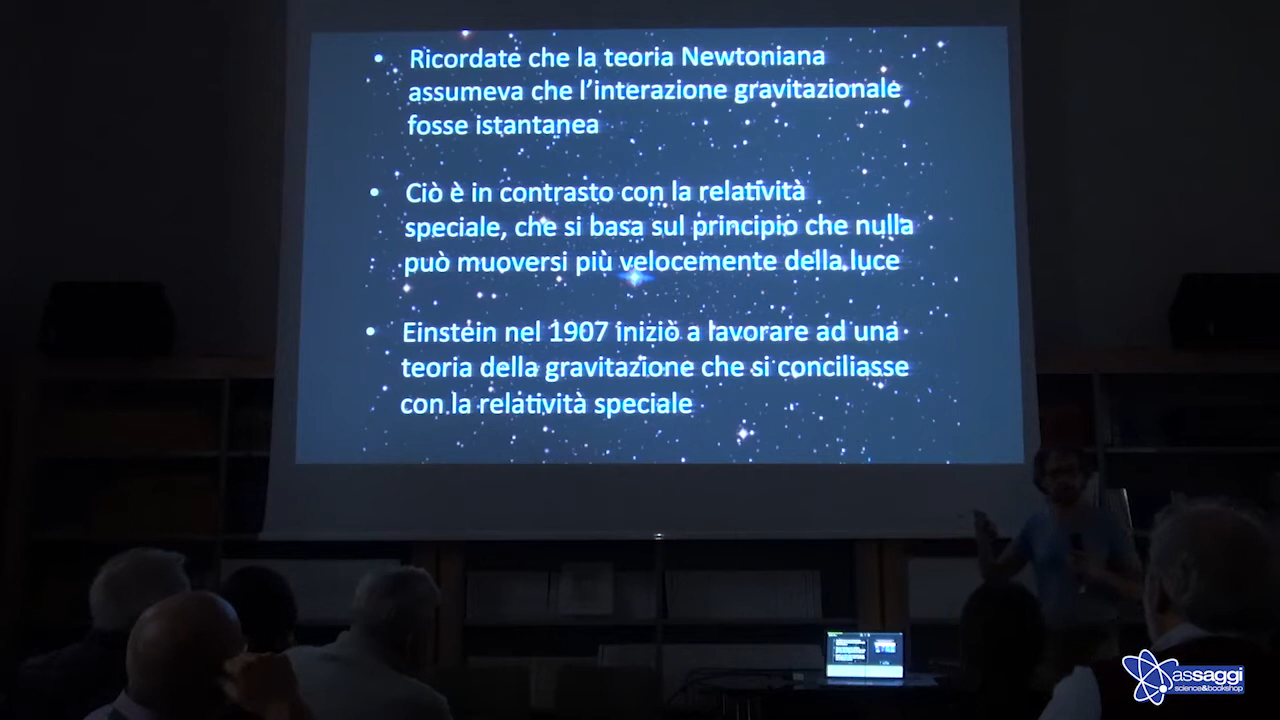 • Ricordate che la teoria Newtoniana
assumeva che l'interazione gravitazionale
fosse istantanea
• Ciò è in contrasto con la relatività
speciale, che si basa sul principio che nulla
può muoversi più velocemente della luce
• Einstein nel 1907 iniziò a lavorare ad una
teoria della gravitazione che si conciliasse
con la relatività speciale
assaggi
science&bookshop